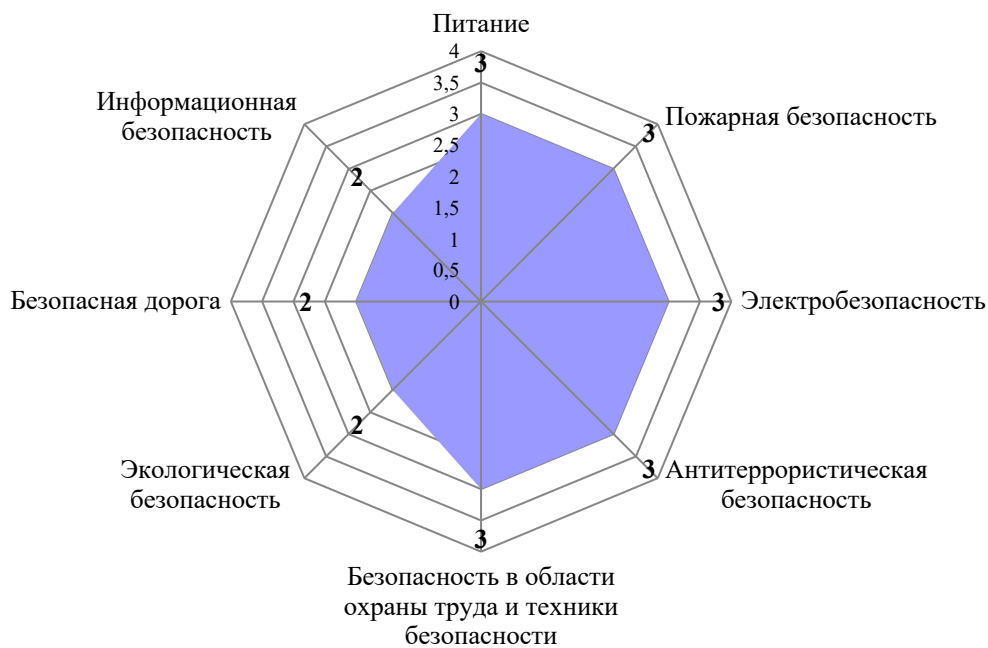 Питание
4
3
3,5
3
2,5
2
1,5
1
0,5
0
Пожарная безопасность
3
Электробезопасность
3
Антитеррористическая
безопасность
3
Безопасность в области
охраны труда и техники
безопасности
3
Экологическая
безопасность
2
Безопасная дорога
2
Информационная
безопасность
2